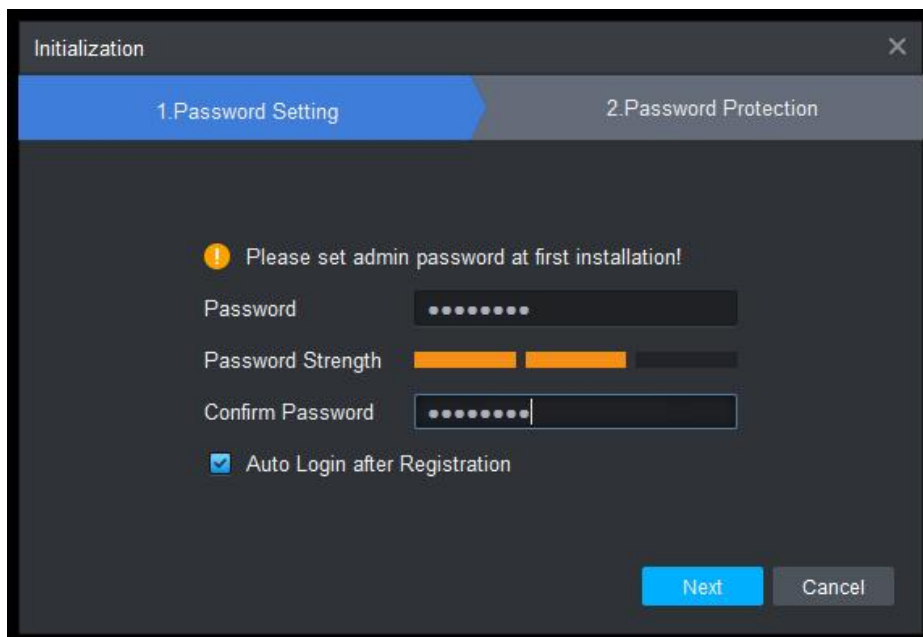 Initialization
1.Password Setting
2.Password Protection
Please set admin password at first installation!
Password ●●●●●●●●
Password Strength
Confirm Password ●●●●●●●●
Auto Login after Registration
Next Cancel